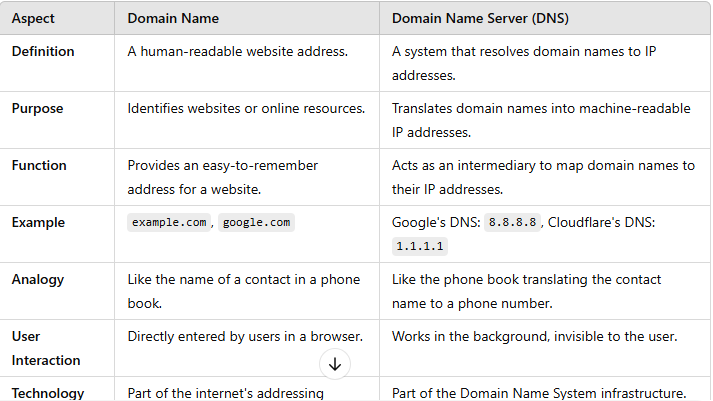 Aspect Domain Name Domain Name Server (DNS)
Definition A human-readable website address. A system that resolves domain names to IP
addresses.
Purpose Identifies websites or online resources. Translates domain names into machine-readable
IP addresses.
Function Provides an easy-to-remember Acts as an intermediary to map domain names to
address for a website. their IP addresses.
Example example.com, google.com Google's DNS: 8.8.8.8, Cloudflare's DNS:
1.1.1.1
Analogy Like the name of a contact in a phone Like the phone book translating the contact
book. name to a phone number.
User Directly entered by users in a browser. Works in the background, invisible to the user.
Interaction
Technology Part of the internet's addressing Part of the Domain Name System infrastructure.